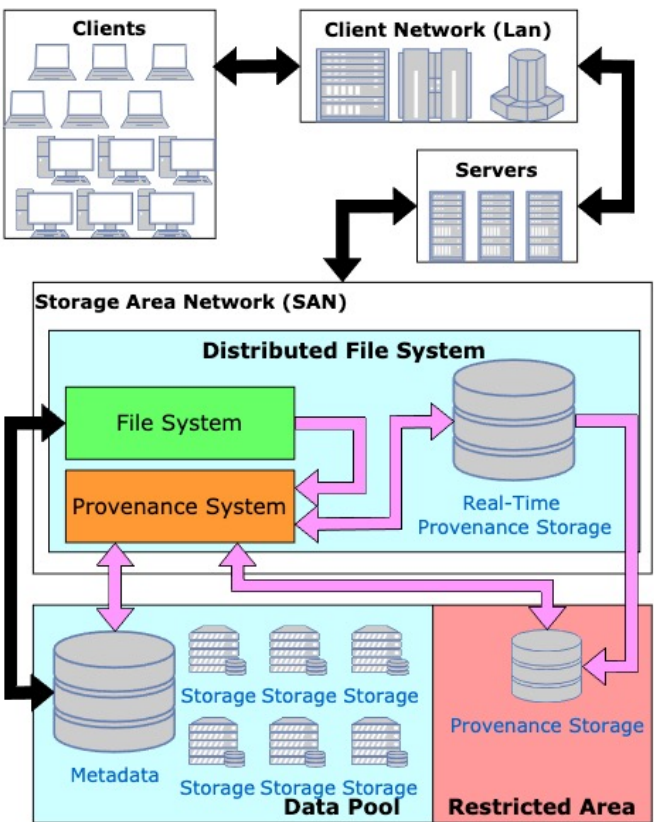 Clients
Client Network (Lan)
Servers
Storage Area Network (SAN)
Distributed File System
File System
Provenance System
Real-Time
Provenance Storage
Storage Storage Storage
Provenance Storage
Metadata
Storage Storage Storage
Data Pool
Restricted Area